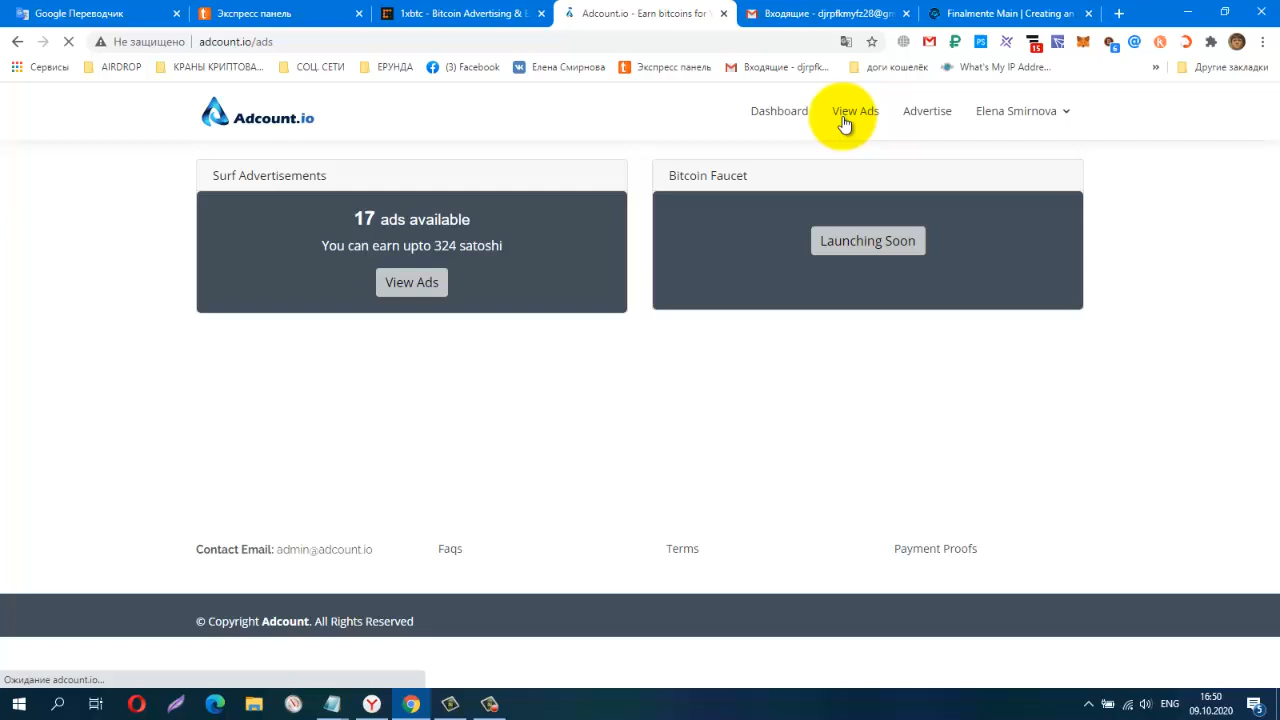 Google Переводчик
Экспресс панель
1xbtc - Bitcoin Advertising & E
Adcount.io - Earn bitcoins for
Входящие - djrpfkmyfz28@gm
Finalmente Main | Creating an
Не защищено
adcount.io/ads
15
6
Сервисы
AIRDROP
КРАНЫ КРИПТОВА...
СОЦ. СЕТИ
ЕРУНДА
(3) Facebook
Елена Смирнова
Экспресс панель
Входящие - djrpfk...
доги кошелёк
What's My IP Addre...
»
Другие закладки
Adcount.io
Dashboard
View Ads
Advertise
Elena Smirnova
Surf Advertisements
17 ads available
You can earn upto 324 satoshi
View Ads
Bitcoin Faucet
Launching Soon
Contact Email: admin@adcount.io
Faqs
Terms
Payment Proofs
© Copyright Adcount. All Rights Reserved
Ожидание adcount.io...
ENG
16:50
09.10.2020
5